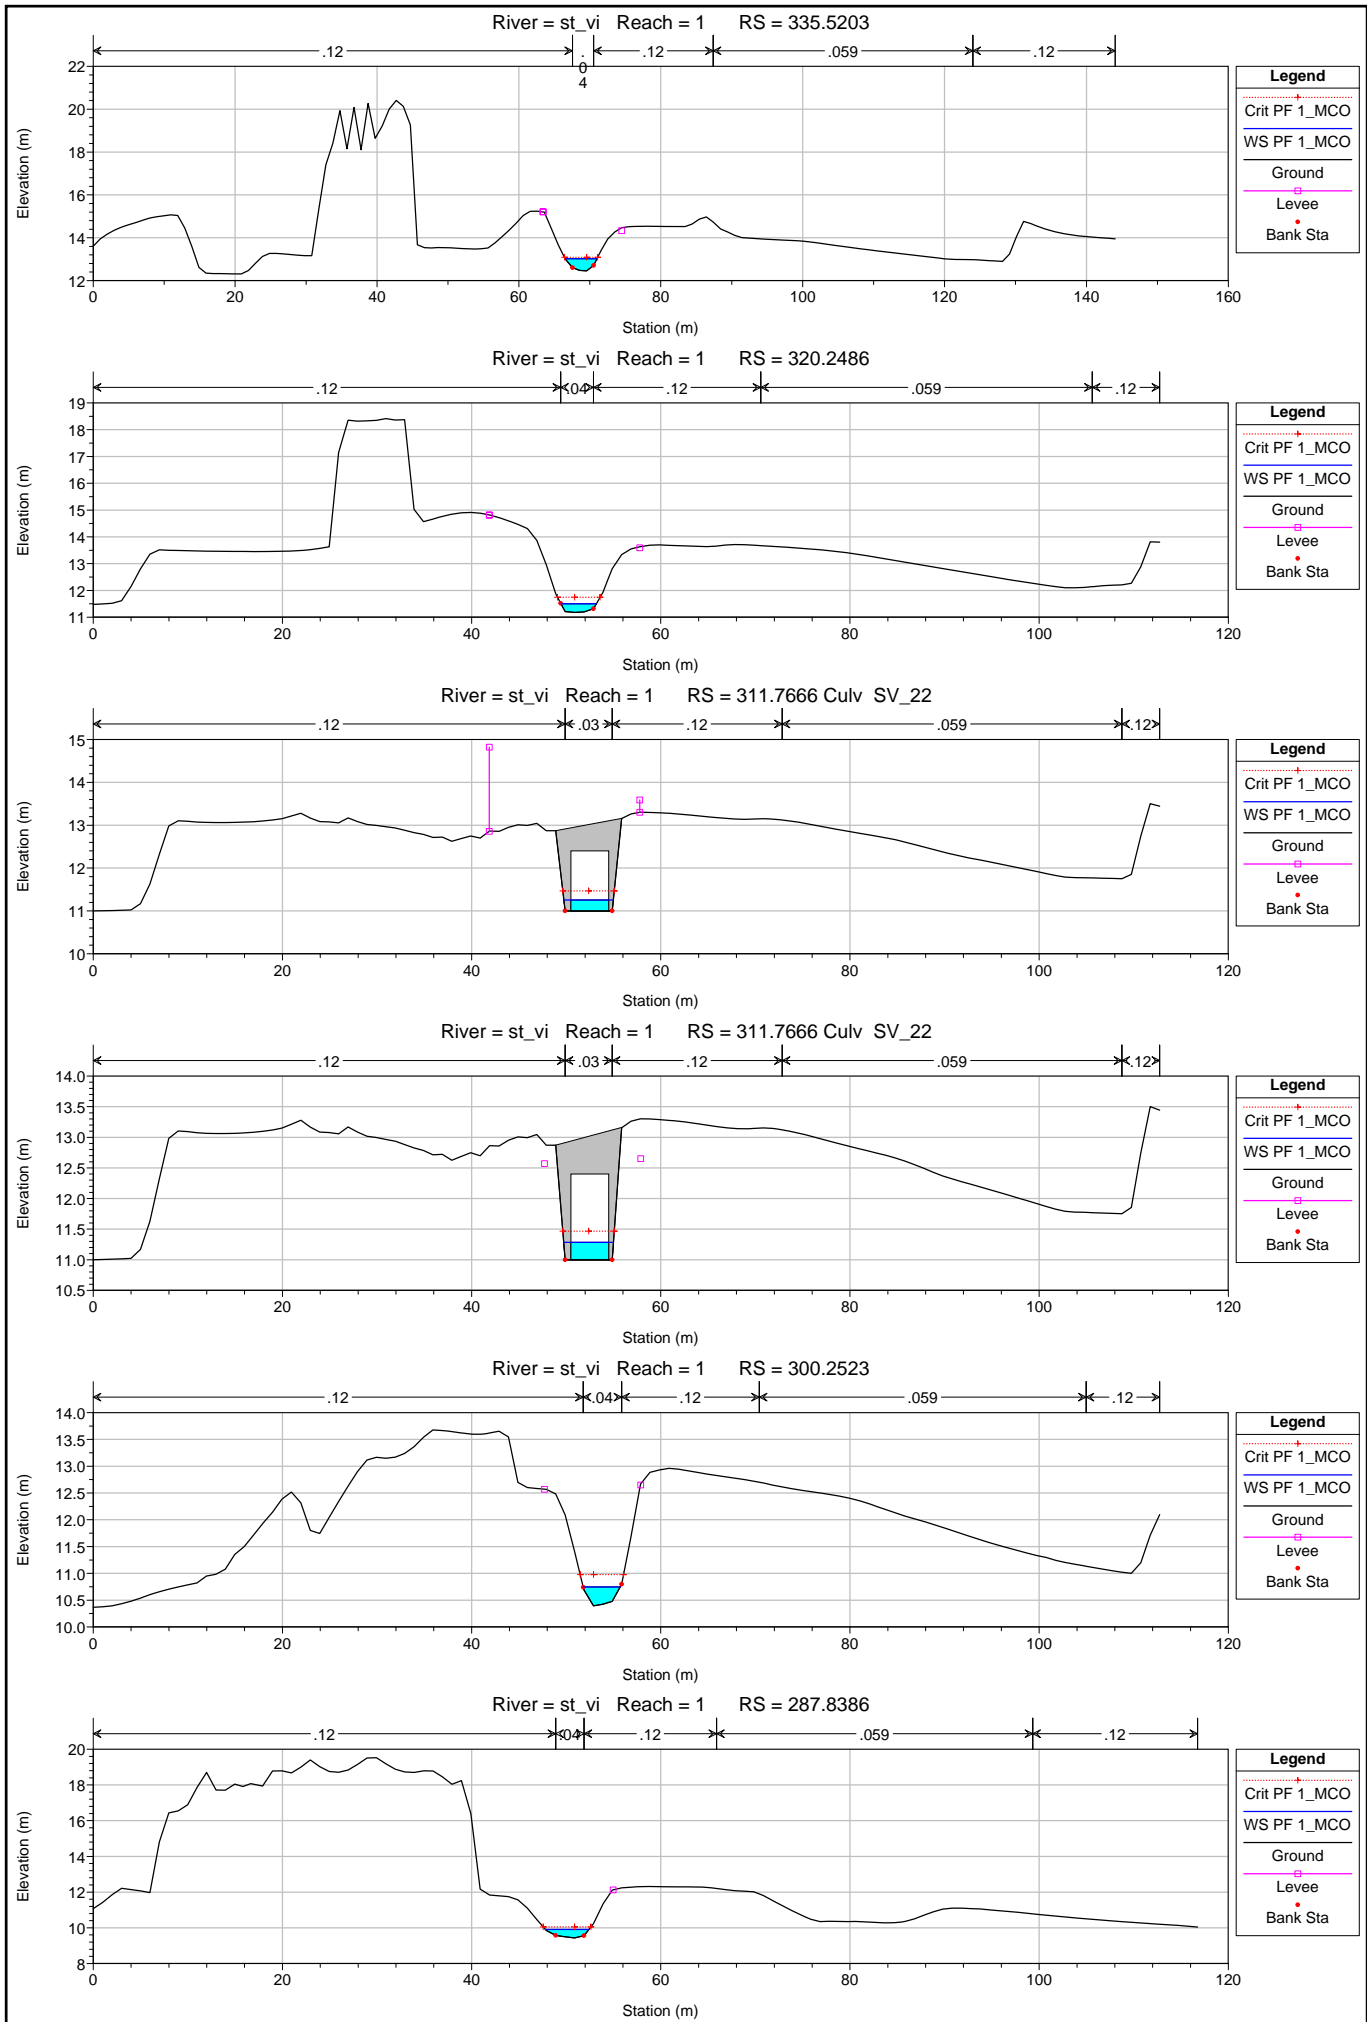 River = st_vi Reach = 1 RS = 335.5203
.12 .04 .12 .059 .12
22
20
18
16
14
12
Elevation (m)
0 20 40 60 80 100 120 140 160
Station (m)
Legend
Crit PF 1_MCO
WS PF 1_MCO
Ground
Levee
Bank Sta
River = st_vi Reach = 1 RS = 320.2486
.12 .04 .12 .059 .12
19
18
17
16
15
14
13
12
11
Elevation (m)
0 20 40 60 80 100 120
Station (m)
Legend
Crit PF 1_MCO
WS PF 1_MCO
Ground
Levee
Bank Sta
River = st_vi Reach = 1 RS = 311.7666 Culv SV_22
.12 .03 .12 .059 .12
15
14
13
12
11
10
Elevation (m)
0 20 40 60 80 100 120
Station (m)
Legend
Crit PF 1_MCO
WS PF 1_MCO
Ground
Levee
Bank Sta
River = st_vi Reach = 1 RS = 311.7666 Culv SV_22
.12 .03 .12 .059 .12
14.0
13.5
13.0
12.5
12.0
11.5
11.0
10.5
Elevation (m)
0 20 40 60 80 100 120
Station (m)
Legend
Crit PF 1_MCO
WS PF 1_MCO
Ground
Levee
Bank Sta
River = st_vi Reach = 1 RS = 300.2523
.12 .04 .12 .059 .12
14.0
13.5
13.0
12.5
12.0
11.5
11.0
10.5
10.0
Elevation (m)
0 20 40 60 80 100 120
Station (m)
Legend
Crit PF 1_MCO
WS PF 1_MCO
Ground
Levee
Bank Sta
River = st_vi Reach = 1 RS = 287.8386
.12 .04 .12 .059 .12
20
18
16
14
12
10
8
Elevation (m)
0 20 40 60 80 100 120
Station (m)
Legend
Crit PF 1_MCO
WS PF 1_MCO
Ground
Levee
Bank Sta